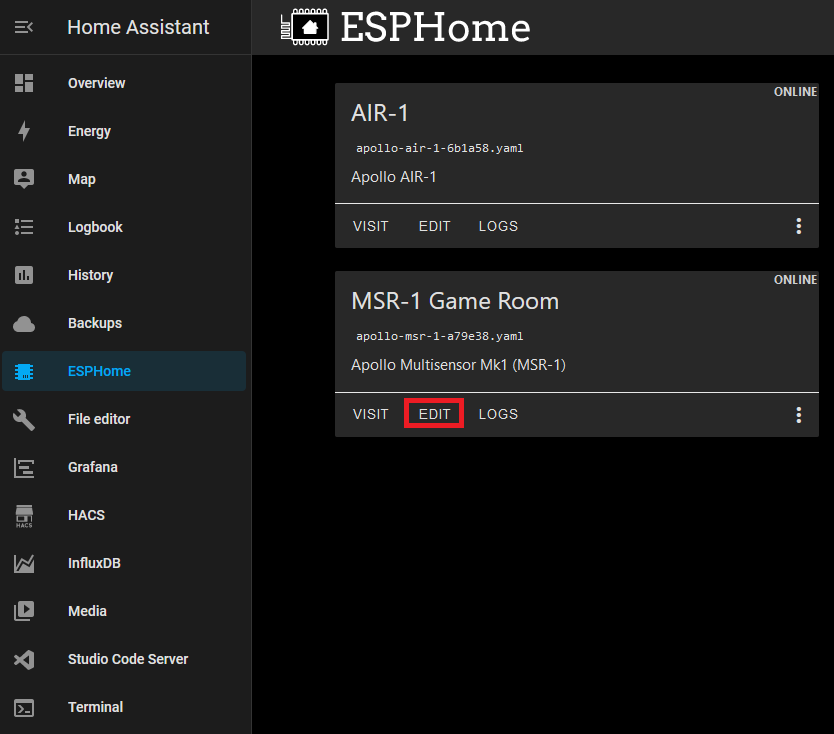 Home Assistant
Overview
Energy
Map
Logbook
History
Backups
ESPHome
File editor
Grafana
HACS
HACS
InfluxDB
Media
Studio Code Server
Terminal
ESPHome
ONLINE
AIR-1
apollo-air-1-6b1a58.yaml
Apollo AIR-1
VISIT EDIT LOGS
ONLINE
MSR-1 Game Room
apollo-msr-1-a79e38.yaml
Apollo Multisensor Mk1 (MSR-1)
VISIT EDIT LOGS